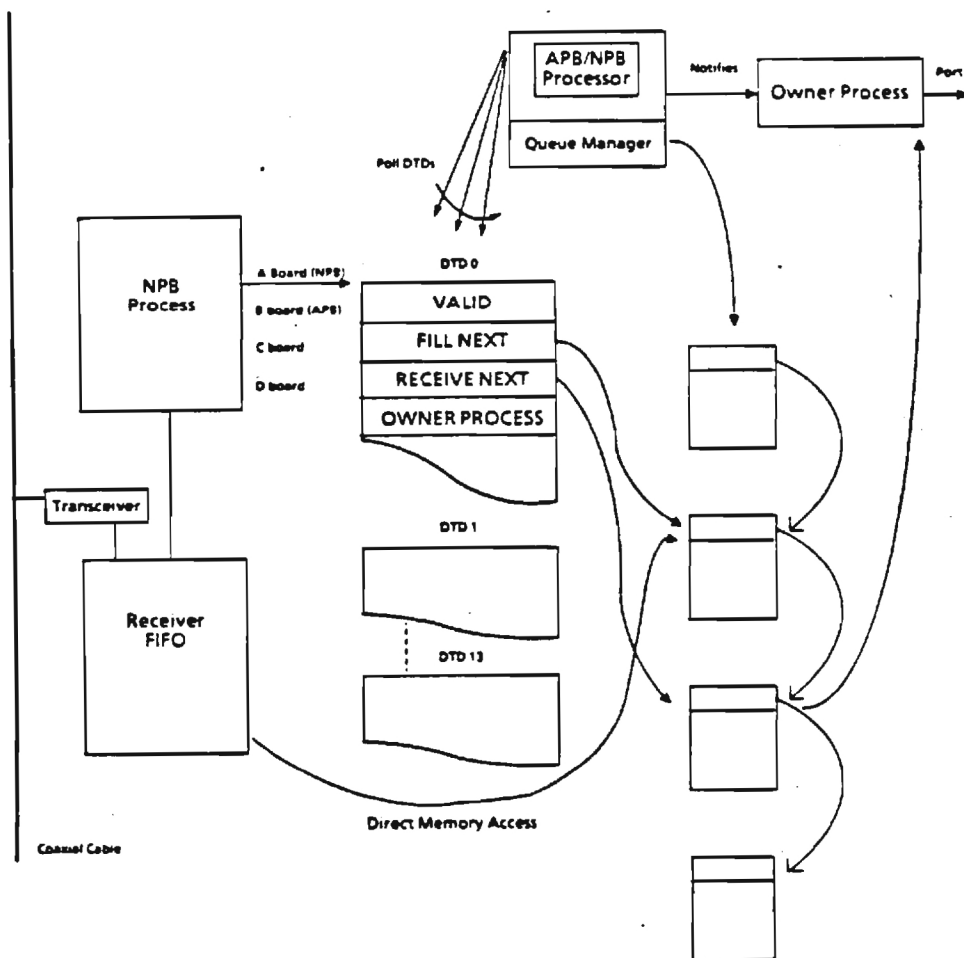 APB/NPB
Processor
Notifies
Port
Owner Process
Queue Manager
Poll DTDs
DTD 0
NPB
Process
A Board (NPB)
B board (APB)
C board
D board
VALID
FILL NEXT
RECEIVE NEXT
OWNER PROCESS
Transceiver
DTD 1
Receiver
FIFO
DTD 13
Direct Memory Access
Coaxial Cable